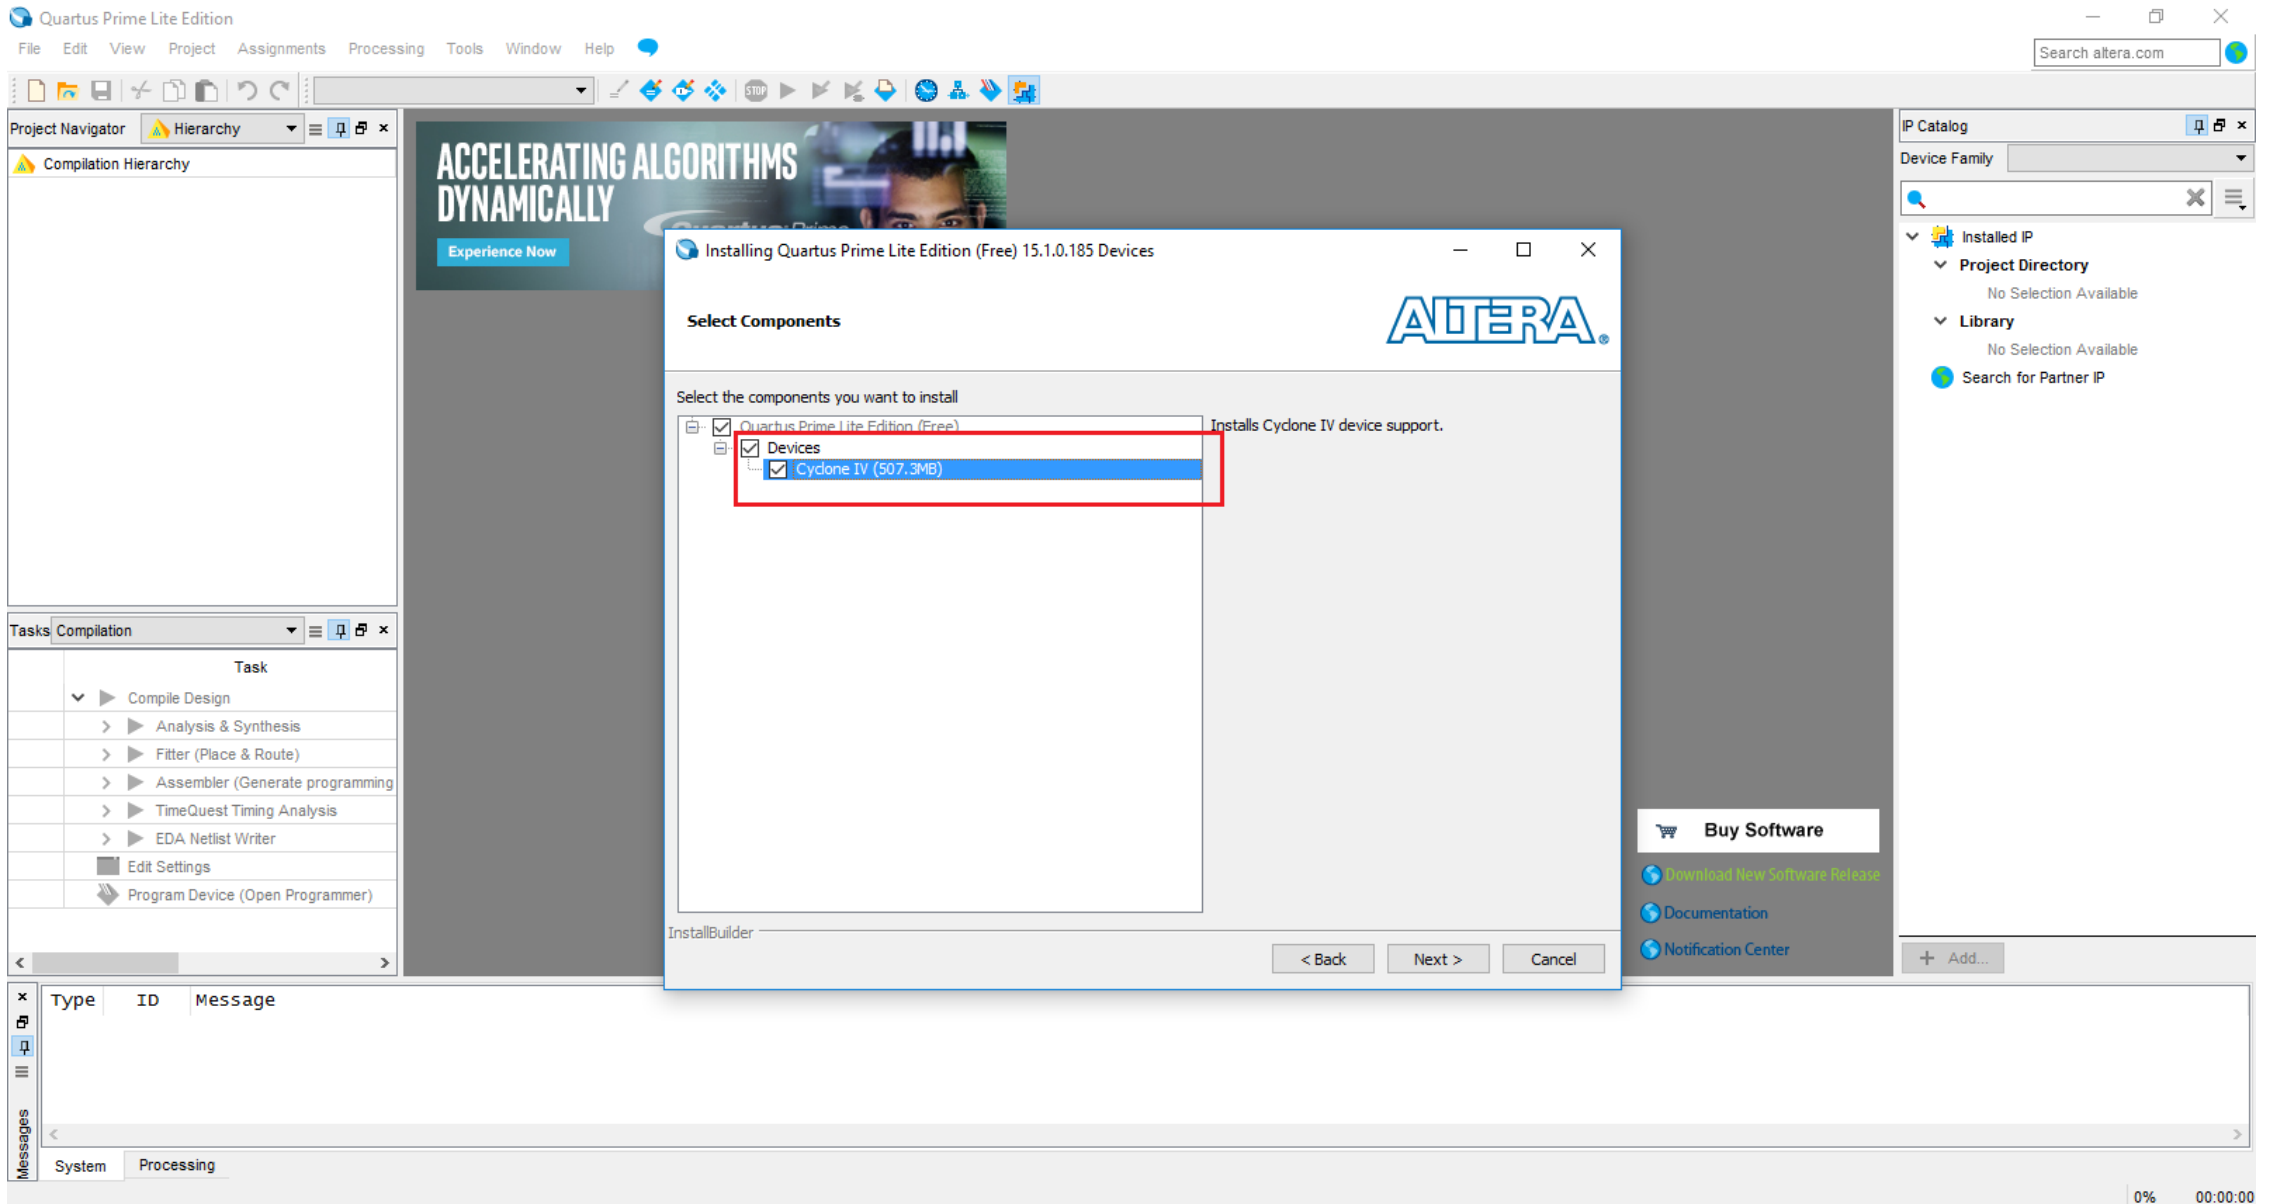 Quartus Prime Lite Edition
File Edit View Project Assignments Processing Tools Window Help
Search altera.com
STOP
Project Navigator Hierarchy
Compilation Hierarchy
ACCELERATING ALGORITHMS
DYNAMICALLY
Experience Now
IP Catalog
Device Family
Installed IP
Project Directory
No Selection Available
Library
No Selection Available
Search for Partner IP
Installing Quartus Prime Lite Edition (Free) 15.1.0.185 Devices
Select Components
ALTERA®
Select the components you want to install
Quartus Prime Lite Edition (Free)
Devices
Cyclone IV (507.3MB)
Installs Cyclone IV device support.
InstallBuilder
< Back Next > Cancel
Tasks Compilation
Task
Compile Design
Analysis & Synthesis
Fitter (Place & Route)
Assembler (Generate programming
TimeQuest Timing Analysis
EDA Netlist Writer
Edit Settings
Program Device (Open Programmer)
Buy Software
Download New Software Release
Documentation
Notification Center
+ Add...
Type ID Message
Messages
System Processing
0% 00:00:00